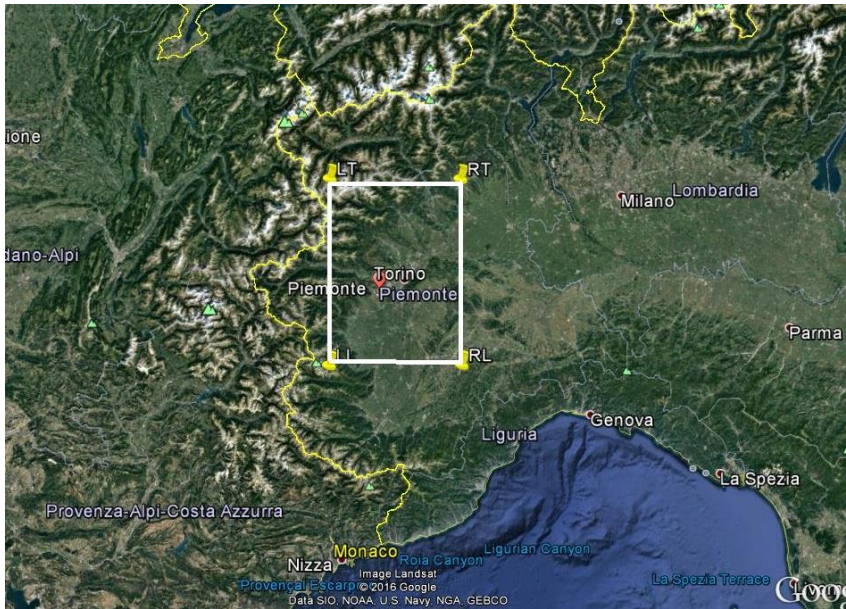 ione
LT
RT
Milano
Lombardia
dano-Alpi
Torino
Piemonte
Piemonte
Parma
LL
RL
Genova
Liguria
La Spezia
Provenza-Alpi-Costa Azzurra
Monaco
Nizza
Roia Canyon
Ligurian Canyon
La Spezia Terrace
Image Landsat
© 2016 Google
Data SIO, NOAA, U.S. Navy, NGA, GEBCO